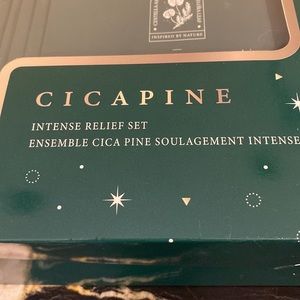 INSPIRED BY NATURE
CICAPINE
INTENSE RELIEF SET
ENSEMBLE CICA PINE SOULAGEMENT INTENSE